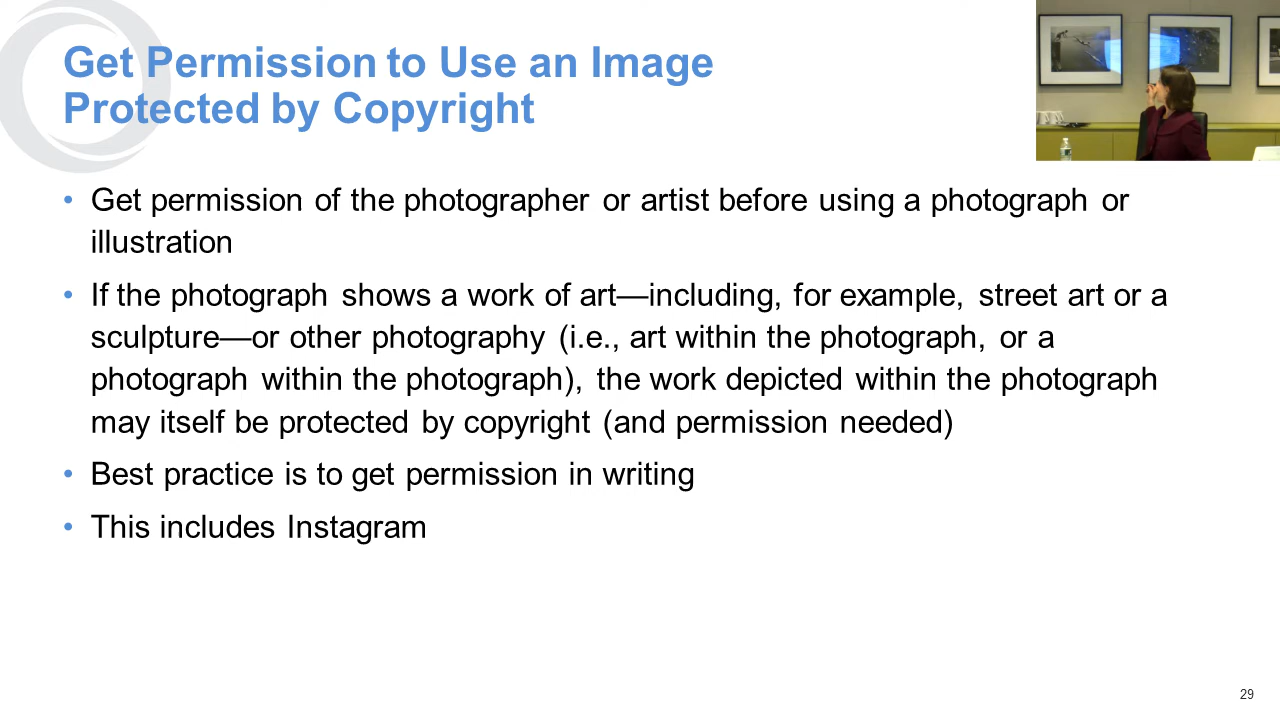 Get Permission to Use an Image
Protected by Copyright
• Get permission of the photographer or artist before using a photograph or
illustration
• If the photograph shows a work of art—including, for example, street art or a
sculpture—or other photography (i.e., art within the photograph, or a
photograph within the photograph), the work depicted within the photograph
may itself be protected by copyright (and permission needed)
• Best practice is to get permission in writing
• This includes Instagram
29